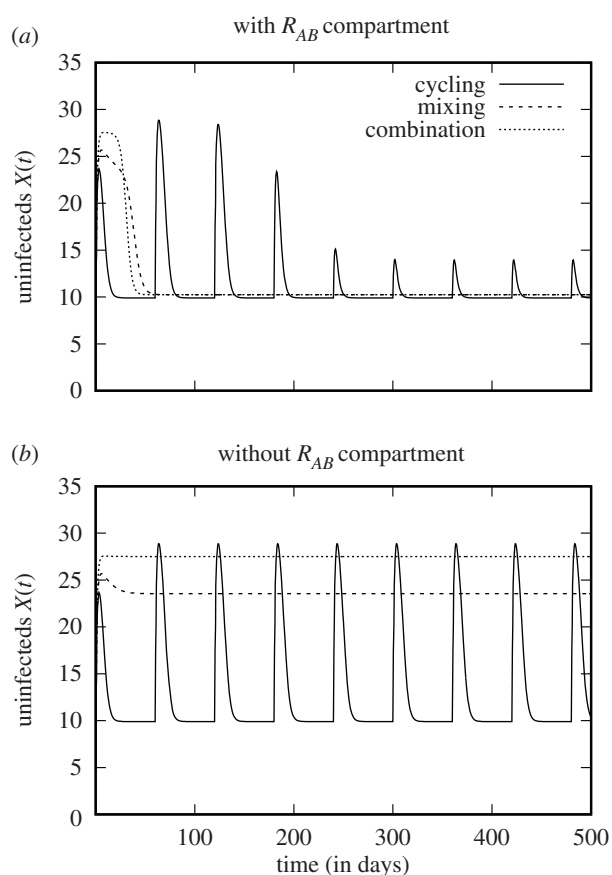 (a) with R_AB compartment
35
30
25
20
15
10
5
0
uninfecteds X(t)
cycling
mixing
combination
(b) without R_AB compartment
35
30
25
20
15
10
5
0
uninfecteds X(t)
100 200 300 400 500
time (in days)